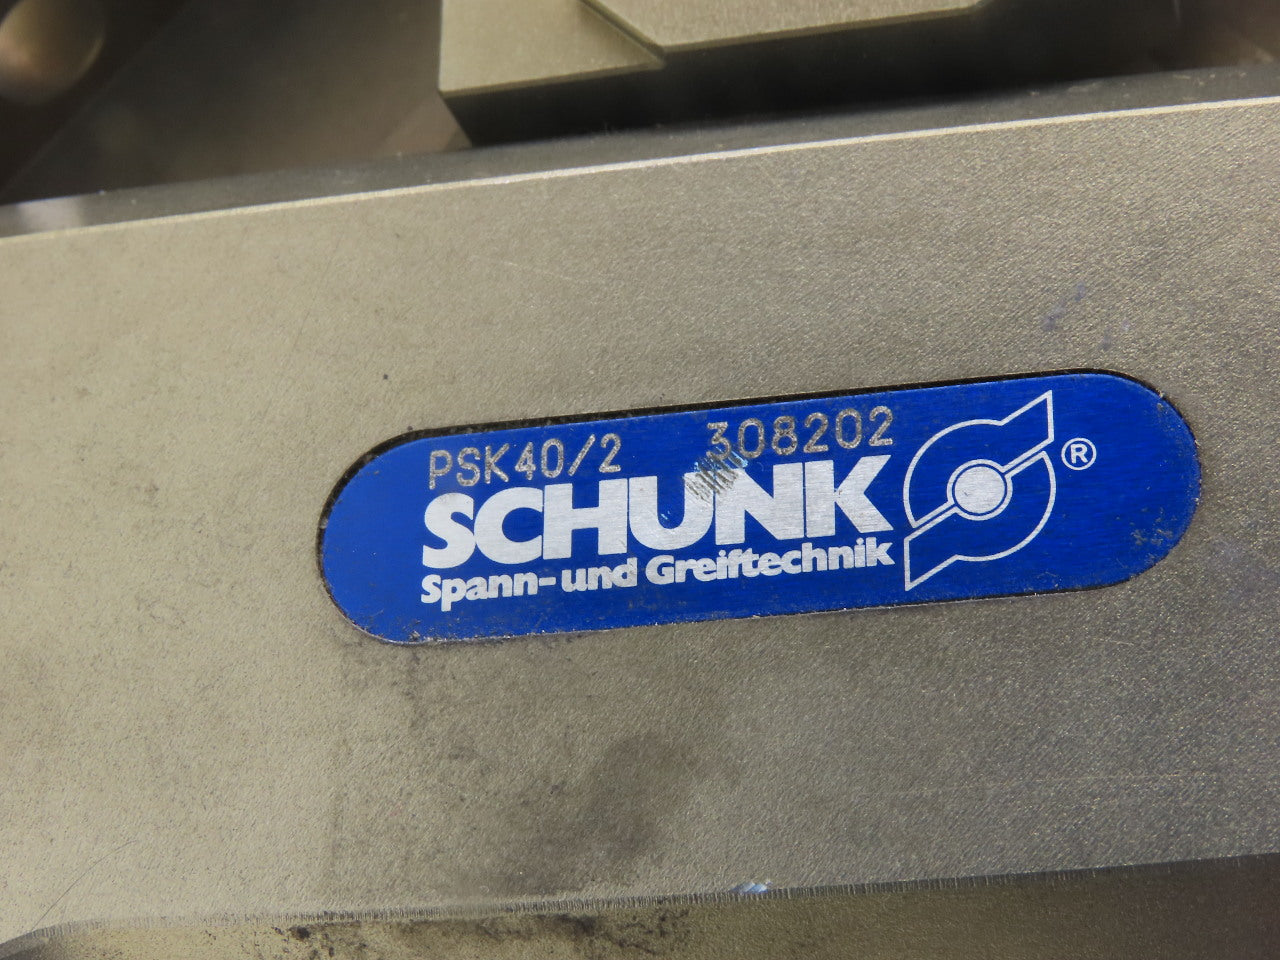 PSK40/2 308202
SCHUNK ®
Spann- und Greiftechnik